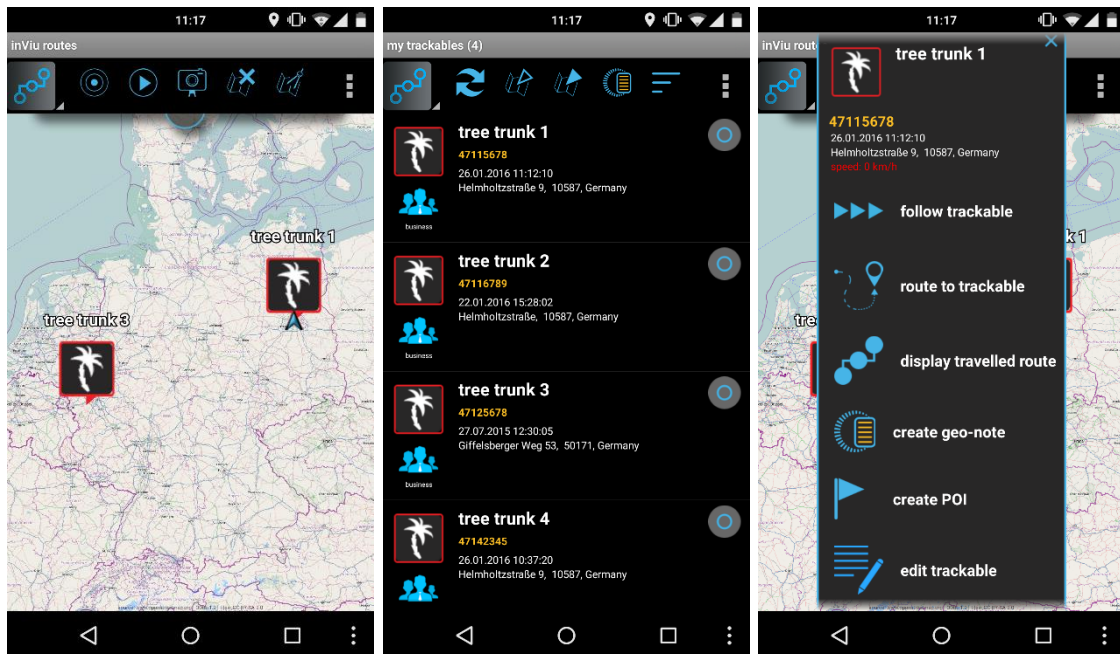 11:17
inViu routes
tree trunk 1
tree trunk 3
11:17
my trackables (4)
tree trunk 1
47115678
26.01.2016 11:12:10
Helmholtzstraße 9, 10587, Germany
business
tree trunk 2
47116789
22.01.2016 15:28:02
Helmholtzstraße, 10587, Germany
business
tree trunk 3
47125678
27.07.2015 12:30:05
Giffelsberger Weg 53, 50171, Germany
business
tree trunk 4
47142345
26.01.2016 10:37:20
Helmholtzstraße 9, 10587, Germany
11:17
inViu rout
k 1
tree
tree trunk 1
47115678
26.01.2016 11:12:10
Helmholtzstraße 9, 10587, Germany
speed: 0 km/h
follow trackable
route to trackable
display travelled route
create geo-note
create POI
edit trackable